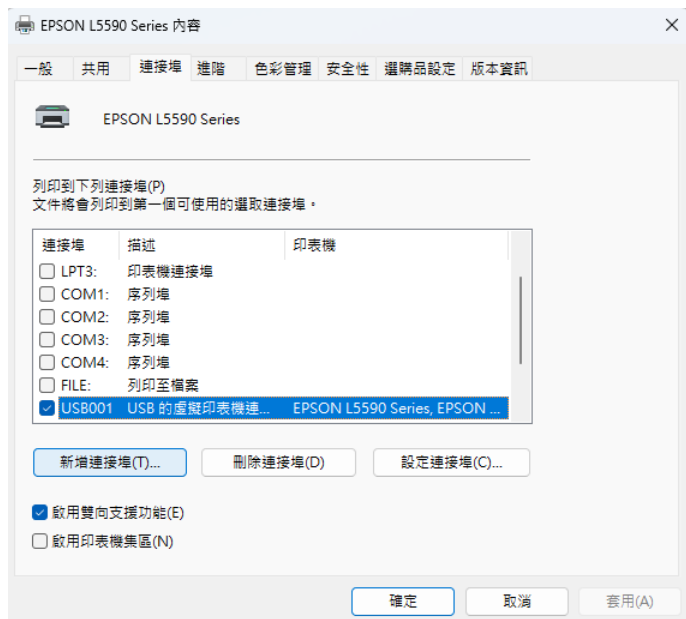 EPSON L5590 Series 內容
一般 共用 連接埠 進階 色彩管理 安全性 選購品設定 版本資訊
EPSON L5590 Series
列印到下列連接埠(P)
文件將會列印到第一個可使用的選取連接埠。
連接埠 描述 印表機
LPT3: 印表機連接埠
COM1: 序列埠
COM2: 序列埠
COM3: 序列埠
COM4: 序列埠
FILE: 列印至檔案
USB001 USB 的虛擬印表機連... EPSON L5590 Series, EPSON ...
新增連接埠(T)... 刪除連接埠(D) 設定連接埠(C)...
啟用雙向支援功能(E)
啟用印表機集區(N)
確定 取消 套用(A)